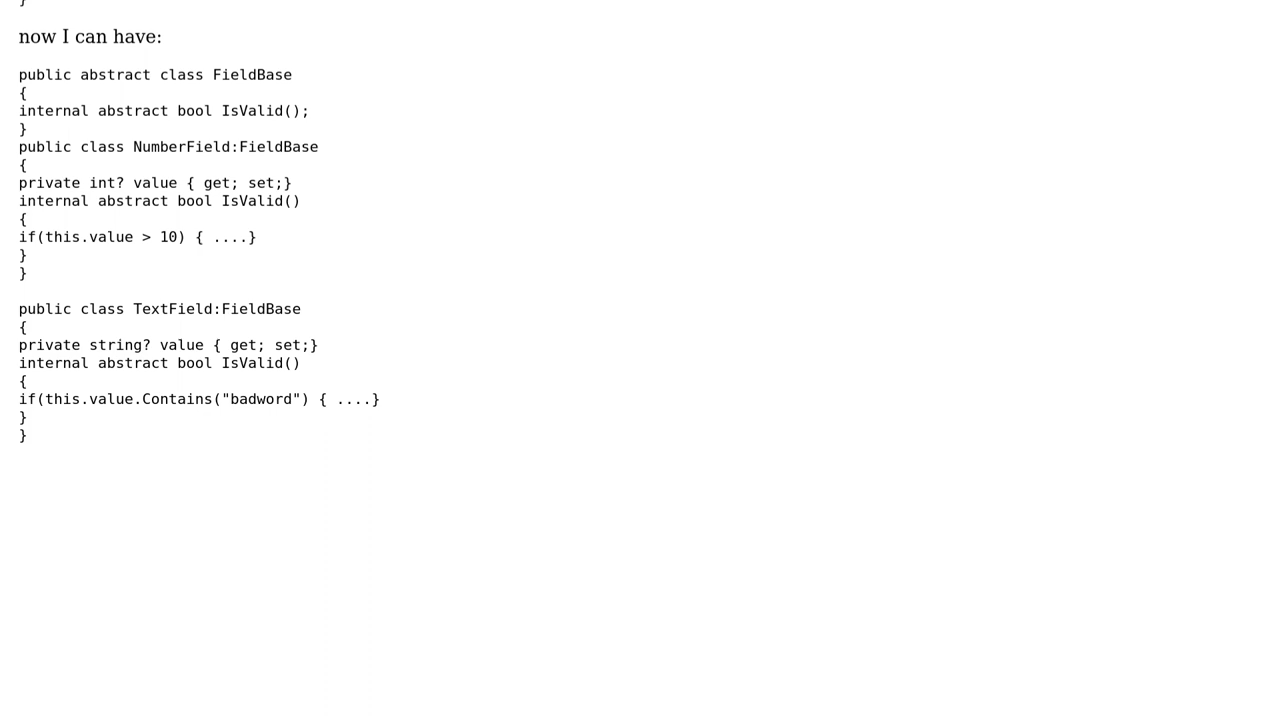 }
now I can have:
public abstract class FieldBase
{
internal abstract bool IsValid();
}
public class NumberField:FieldBase
{
private int? value { get; set;}
internal abstract bool IsValid()
{
if(this.value > 10) { ....}
}
}
public class TextField:FieldBase
{
private string? value { get; set;}
internal abstract bool IsValid()
{
if(this.value.Contains("badword") { ....}
}
}